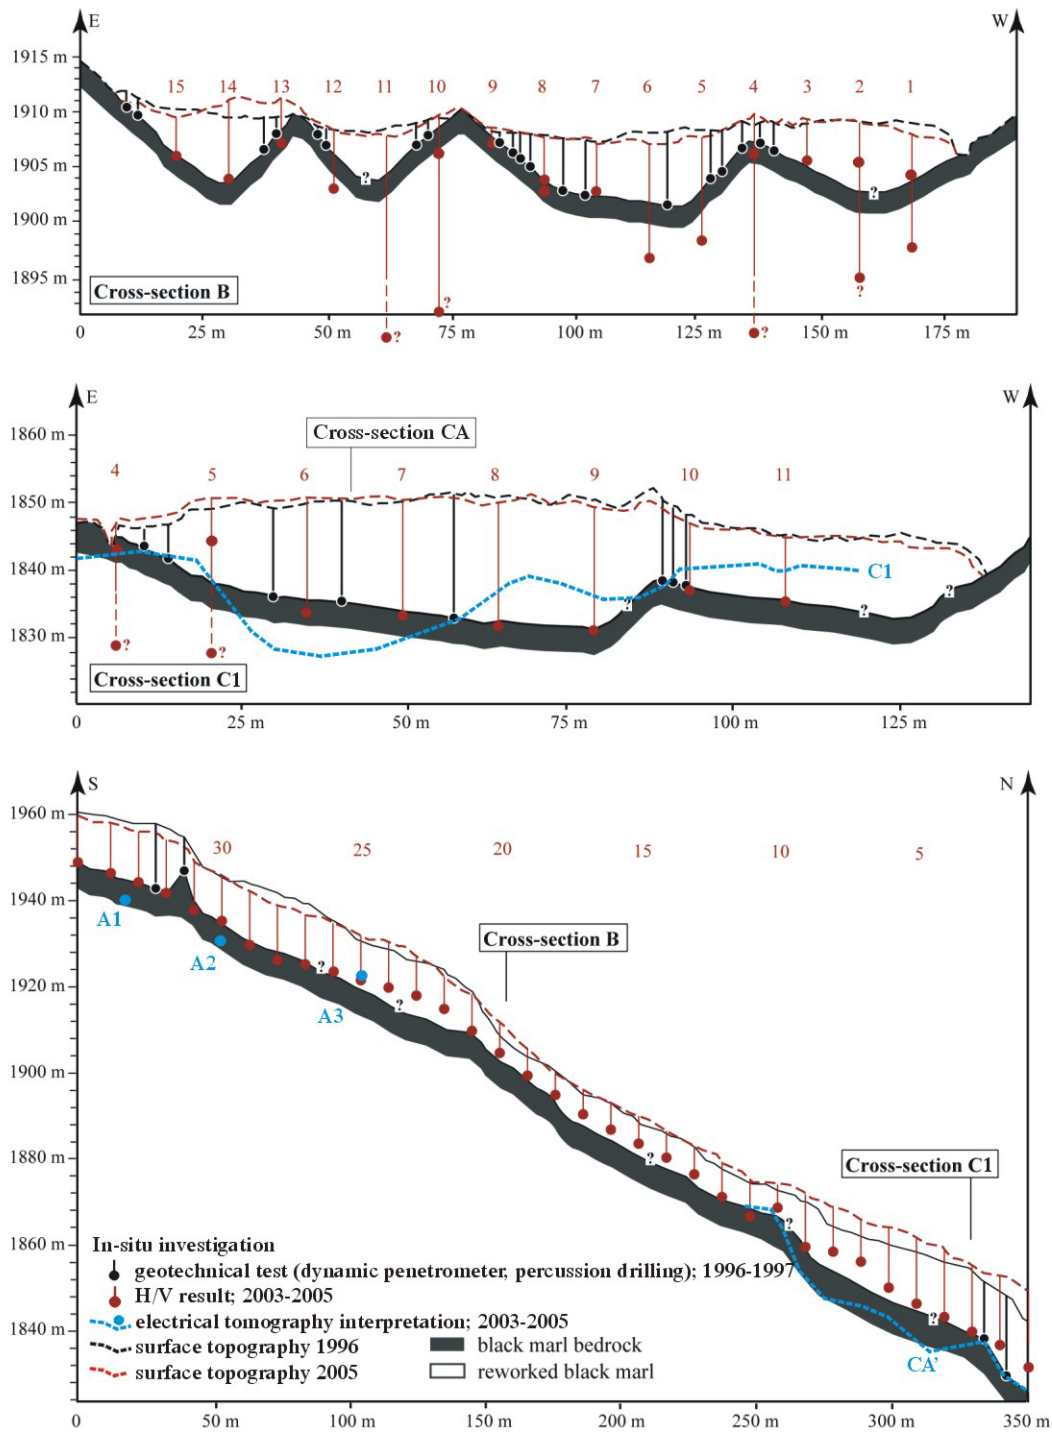 E W
1915 m
15 14 13 12 11 10 9 8 7 6 5 4 3 2 1
1910 m
1905 m
?
?
1900 m
1895 m
Cross-section B
? ? ? ?
0 25 m 50 m 75 m 100 m 125 m 150 m 175 m
E W
1860 m
Cross-section CA
4 5 6 7 8 9 10 11
1850 m
1840 m
C1
? ? ?
1830 m
? ?
Cross-section C1
0 25 m 50 m 75 m 100 m 125 m
S N
1960 m
30 25 20 15 10 5
1940 m
A1
Cross-section B
A2
?
1920 m
?
A3
1900 m
1880 m
?
Cross-section C1
?
1860 m
In-situ investigation
geotechnical test (dynamic penetrometer, percussion drilling); 1996-1997
H/V result; 2003-2005
electrical tomography interpretation; 2003-2005
?
1840 m
surface topography 1996
black marl bedrock
CA'
surface topography 2005
reworked black marl
0 50 m 100 m 150 m 200 m 250 m 300 m 350 m